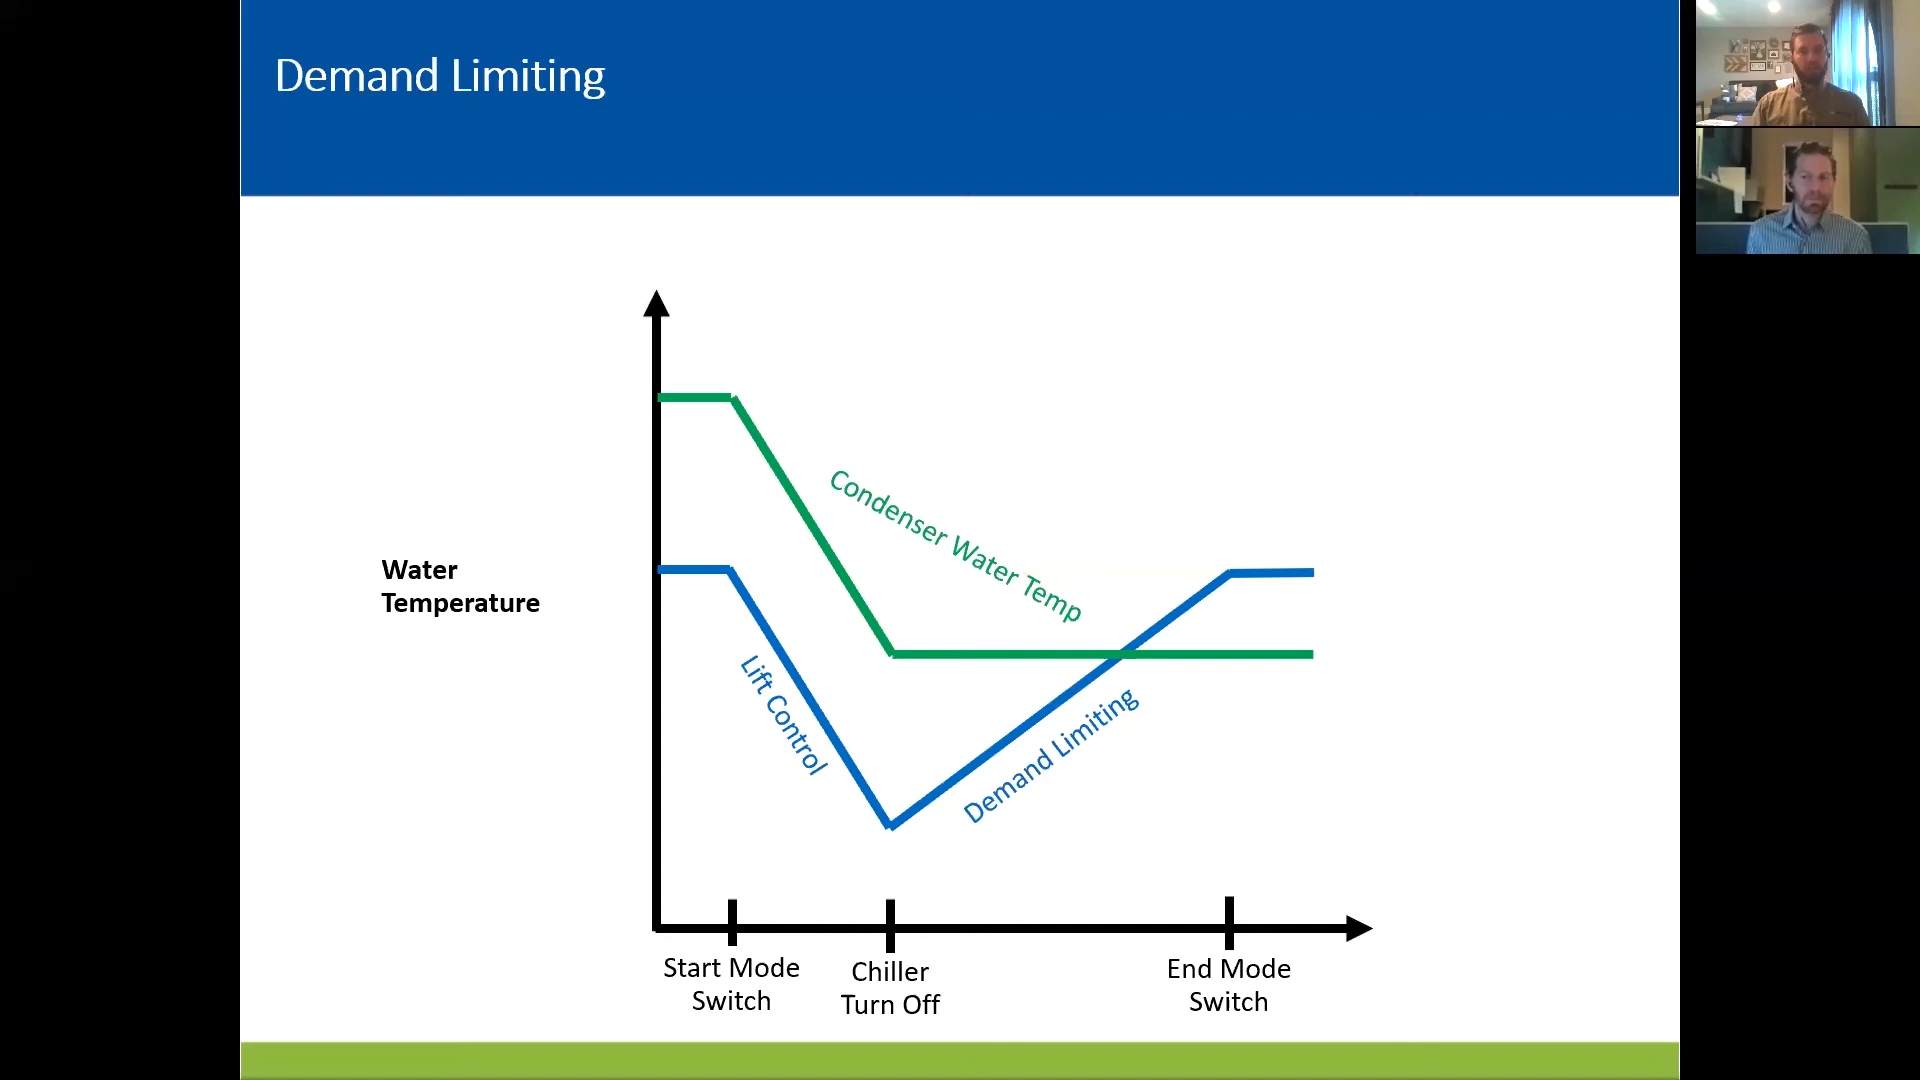 Demand Limiting
Condenser Water Temp
Water
Temperature
Lift Control
Demand Limiting
Start Mode
Switch
Chiller
Turn Off
End Mode
Switch